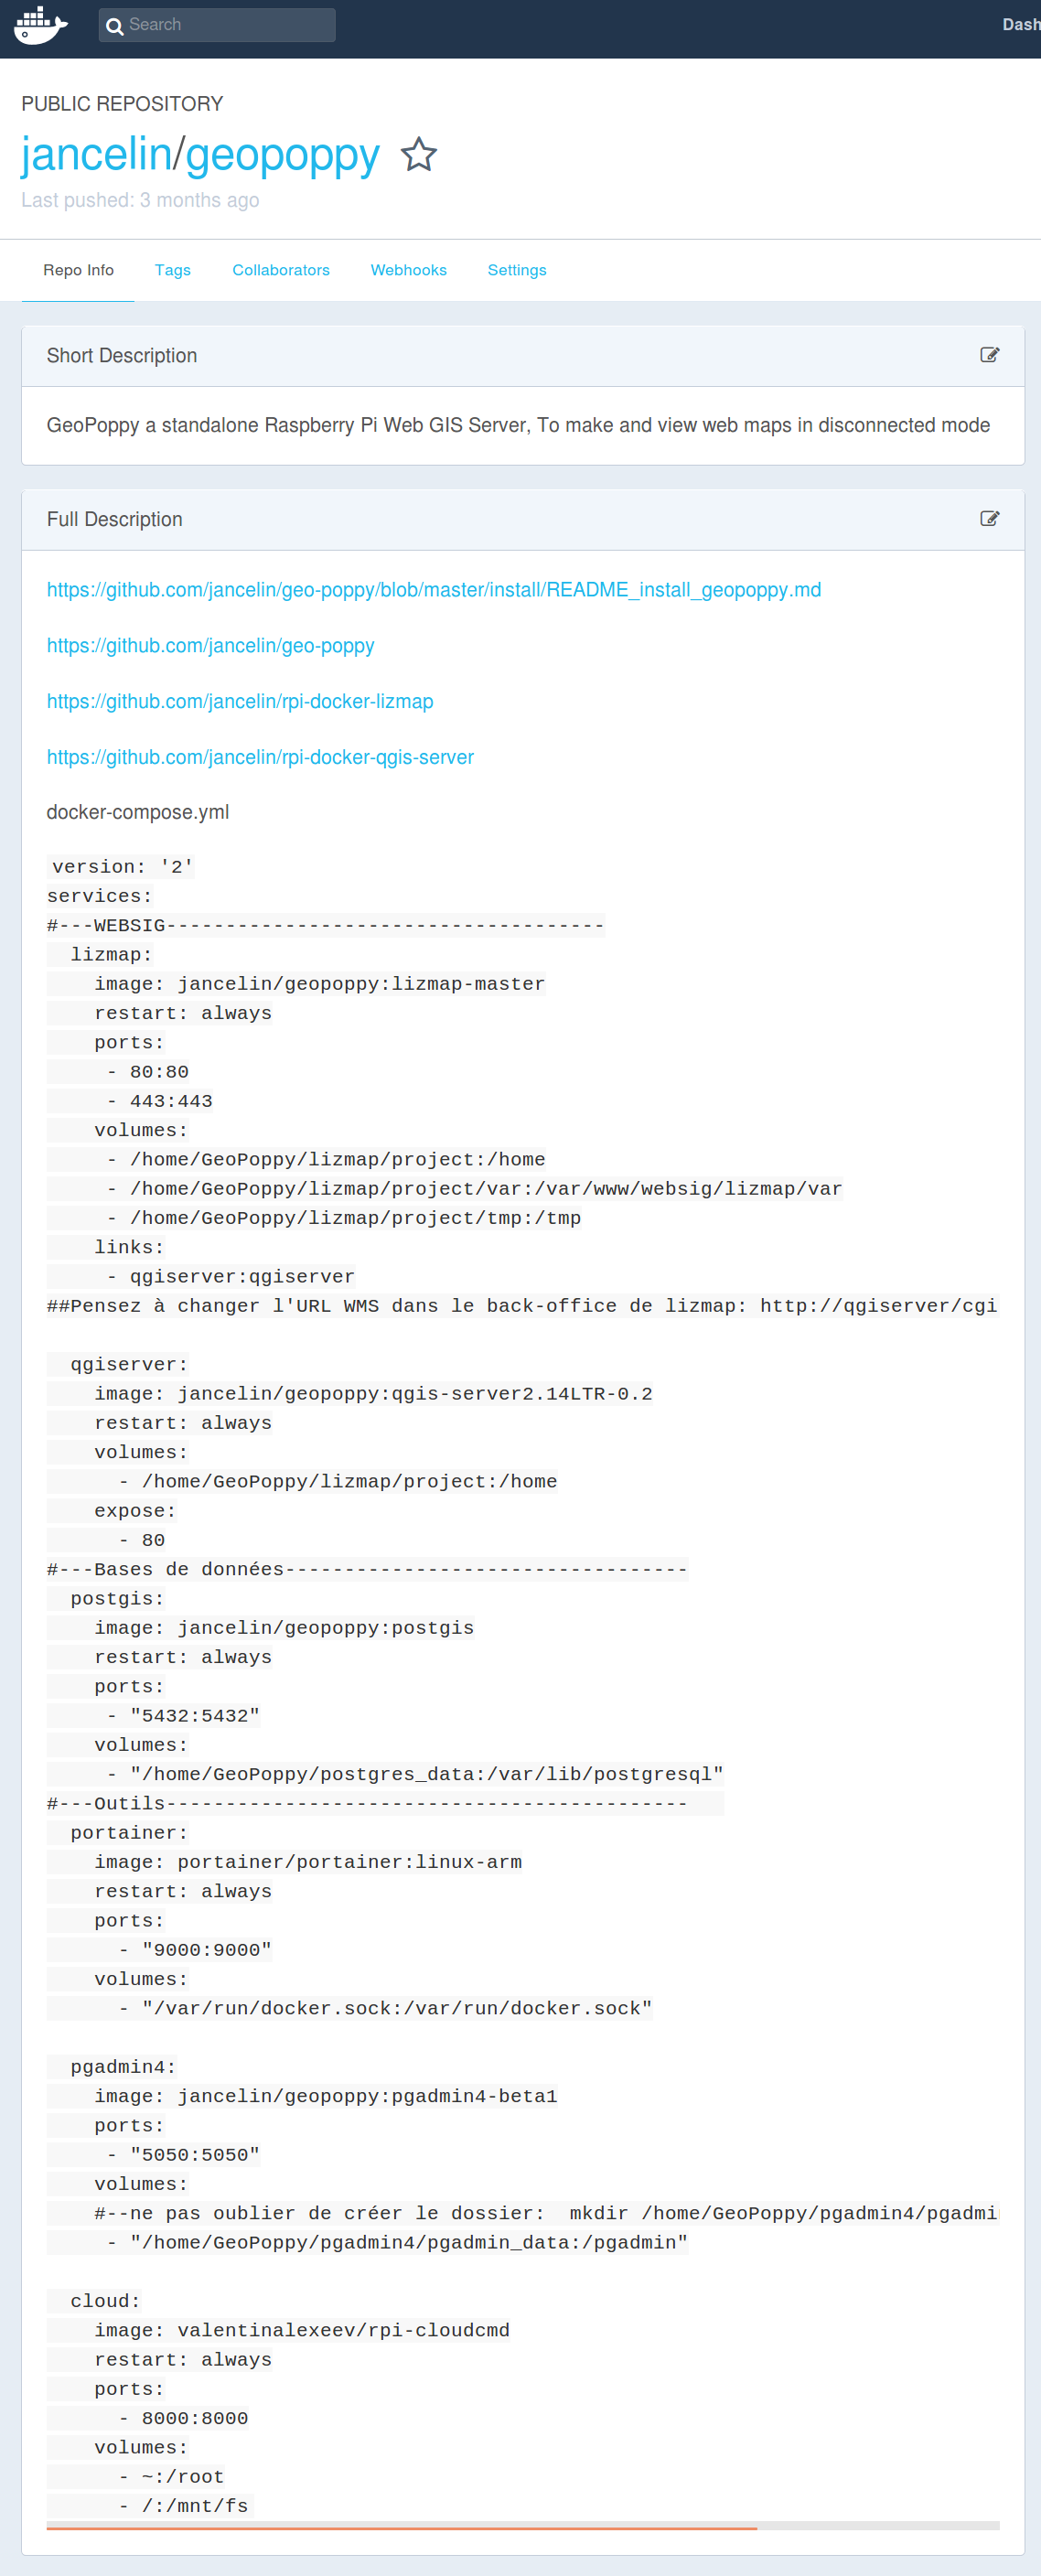 Search
Dash
PUBLIC REPOSITORY
jancelin/geopoppy
Last pushed: 3 months ago
Repo Info Tags Collaborators Webhooks Settings
Short Description
GeoPoppy a standalone Raspberry Pi Web GIS Server, To make and view web maps in disconnected mode
Full Description
https://github.com/jancelin/geo-poppy/blob/master/install/README_install_geopoppy.md
https://github.com/jancelin/geo-poppy
https://github.com/jancelin/rpi-docker-lizmap
https://github.com/jancelin/rpi-docker-qgis-server
docker-compose.yml
version: '2'
services:
#---WEBSIG-------------------------------------
  lizmap:
    image: jancelin/geopoppy:lizmap-master
    restart: always
    ports:
     - 80:80
     - 443:443
    volumes:
     - /home/GeoPoppy/lizmap/project:/home
     - /home/GeoPoppy/lizmap/project/var:/var/www/websig/lizmap/var
     - /home/GeoPoppy/lizmap/project/tmp:/tmp
    links:
     - qgiserver:qgiserver
##Pensez à changer l'URL WMS dans le back-office de lizmap: http://qgiserver/cgi
  qgiserver:
    image: jancelin/geopoppy:qgis-server2.14LTR-0.2
    restart: always
    volumes:
      - /home/GeoPoppy/lizmap/project:/home
    expose:
      - 80
#---Bases de données----------------------------------
  postgis:
    image: jancelin/geopoppy:postgis
    restart: always
    ports:
     - "5432:5432"
    volumes:
     - "/home/GeoPoppy/postgres_data:/var/lib/postgresql"
#---Outils--------------------------------------------
  portainer:
    image: portainer/portainer:linux-arm
    restart: always
    ports:
      - "9000:9000"
    volumes:
      - "/var/run/docker.sock:/var/run/docker.sock"
  pgadmin4:
    image: jancelin/geopoppy:pgadmin4-beta1
    ports:
     - "5050:5050"
    volumes:
    #--ne pas oublier de créer le dossier:  mkdir /home/GeoPoppy/pgadmin4/pgadmi
     - "/home/GeoPoppy/pgadmin4/pgadmin_data:/pgadmin"
  cloud:
    image: valentinalexeev/rpi-cloudcmd
    restart: always
    ports:
      - 8000:8000
    volumes:
      - ~:/root
      - /:/mnt/fs